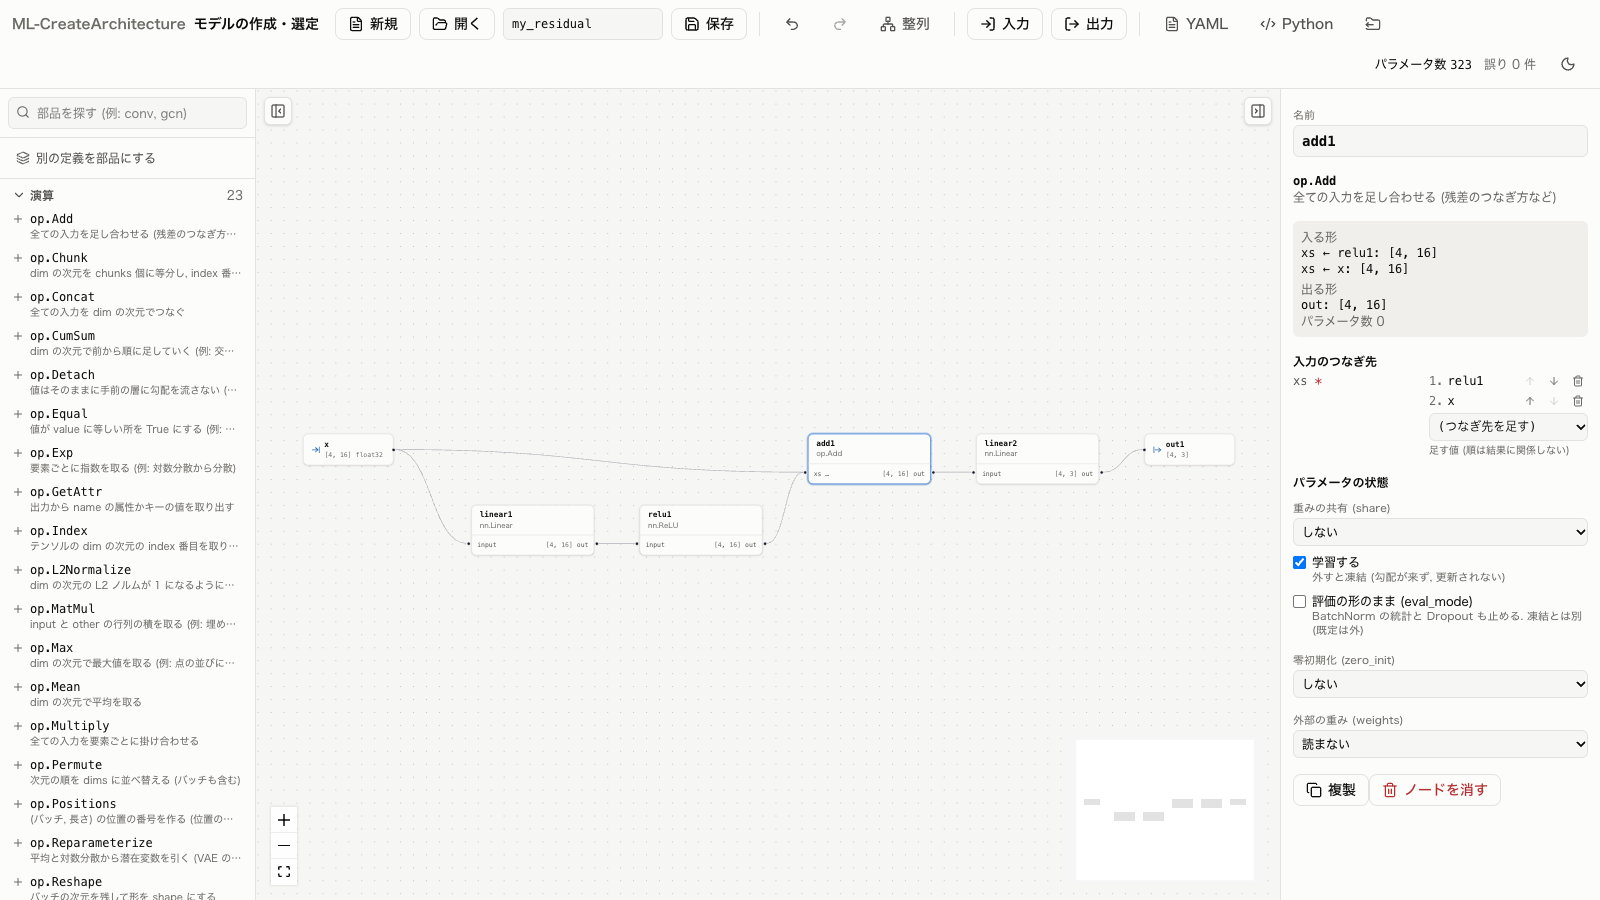 ML-CreateArchitecture モデルの作成・選定 新規 開く my_residual 保存 整列 入力 出力 YAML Python
パラメータ数 323 誤り 0 件
部品を探す (例: conv, gcn)
別の定義を部品にする
演算 23
op.Add
全ての入力を足し合わせる (残差のつなぎ方…
op.Chunk
dim の次元を chunks 個に等分し, index 番…
op.Concat
全ての入力を dim の次元でつなぐ
op.CumSum
dim の次元で前から順に足していく (例: 交…
op.Detach
値はそのままに手前の層に勾配を流さない (…
op.Equal
値が value に等しい所を True にする (例: …
op.Exp
要素ごとに指数を取る (例: 対数分散から分散)
op.GetAttr
出力から name の属性かキーの値を取り出す
op.Index
テンソルの dim の次元の index 番目を取り…
op.L2Normalize
dim の次元の L2 ノルムが 1 になるように…
op.MatMul
input と other の行列の積を取る (例: 埋め…
op.Max
dim の次元で最大値を取る (例: 点の並びに…
op.Mean
dim の次元で平均を取る
op.Multiply
全ての入力を要素ごとに掛け合わせる
op.Permute
次元の順を dims に並べ替える (バッチも含む)
op.Positions
(バッチ, 長さ) の位置の番号を作る (位置の…
op.Reparameterize
平均と対数分散から潜在変数を引く (VAE の…
op.Reshape
バッチの次元を残して形を shape にする
x
[4, 16] float32
linear1
nn.Linear
input [4, 16] out
relu1
nn.ReLU
input [4, 16] out
add1
op.Add
xs … [4, 16] out
linear2
nn.Linear
input [4, 3] out
out1
[4, 3]
名前
add1
op.Add
全ての入力を足し合わせる (残差のつなぎ方など)
入る形
xs ← relu1: [4, 16]
xs ← x: [4, 16]
出る形
out: [4, 16]
パラメータ数 0
入力のつなぎ先
xs * 1. relu1 ↑ ↓
2. x ↑ ↓
(つなぎ先を足す)
足す値 (順は結果に関係しない)
パラメータの状態
重みの共有 (share)
しない
学習する
外すと凍結 (勾配が来ず, 更新されない)
評価の形のまま (eval_mode)
BatchNorm の統計と Dropout も止める. 凍結とは別
(既定は外)
零初期化 (zero_init)
しない
外部の重み (weights)
読まない
複製 ノードを消す